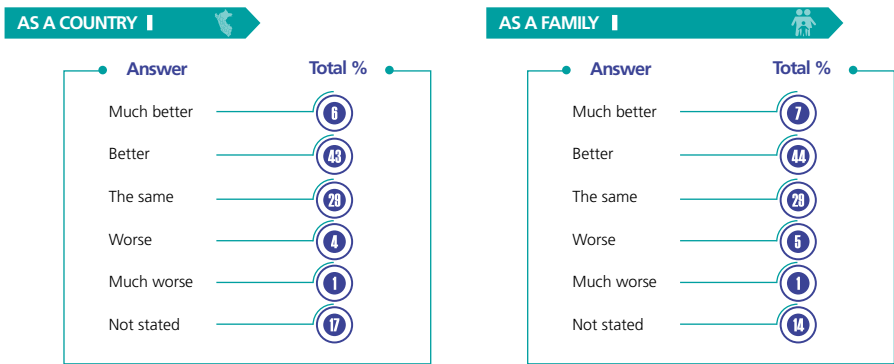 AS A COUNTRY
Answer Total %
Much better 6
Better 43
The same 29
Worse 4
Much worse 1
Not stated 17
AS A FAMILY
Answer Total %
Much better 7
Better 44
The same 29
Worse 5
Much worse 1
Not stated 14